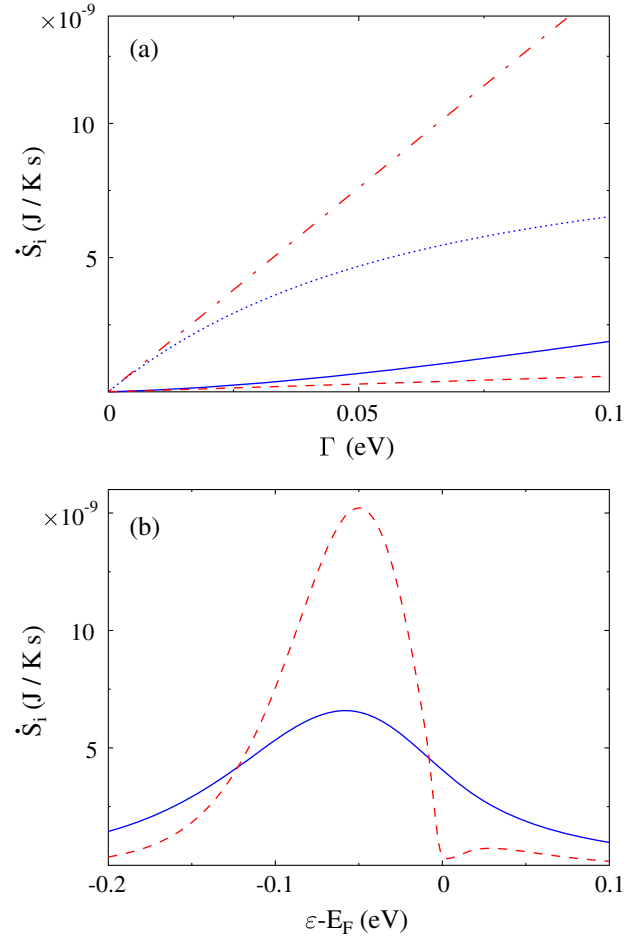 ×10⁻⁹
(a)
10
5
Ṡᵢ (J / K s)
0
0.05
0.1
Γ (eV)
×10⁻⁹
(b)
10
5
Ṡᵢ (J / K s)
-0.2
-0.1
0
0.1
ε-E_F (eV)